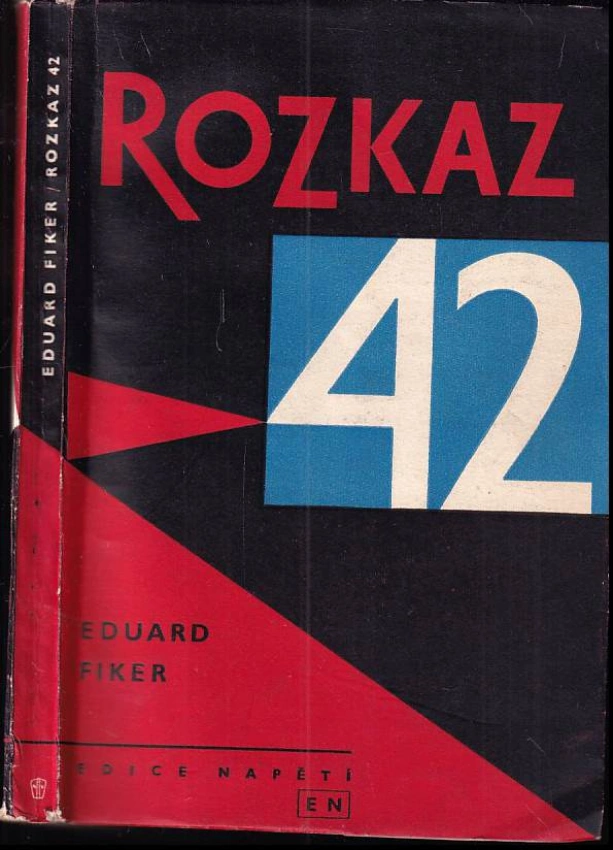 EDUARD FIKER / ROZKAZ 42
ROZKAZ
42
EDUARD
FIKER
EDICE NAPĚTÍ
EN